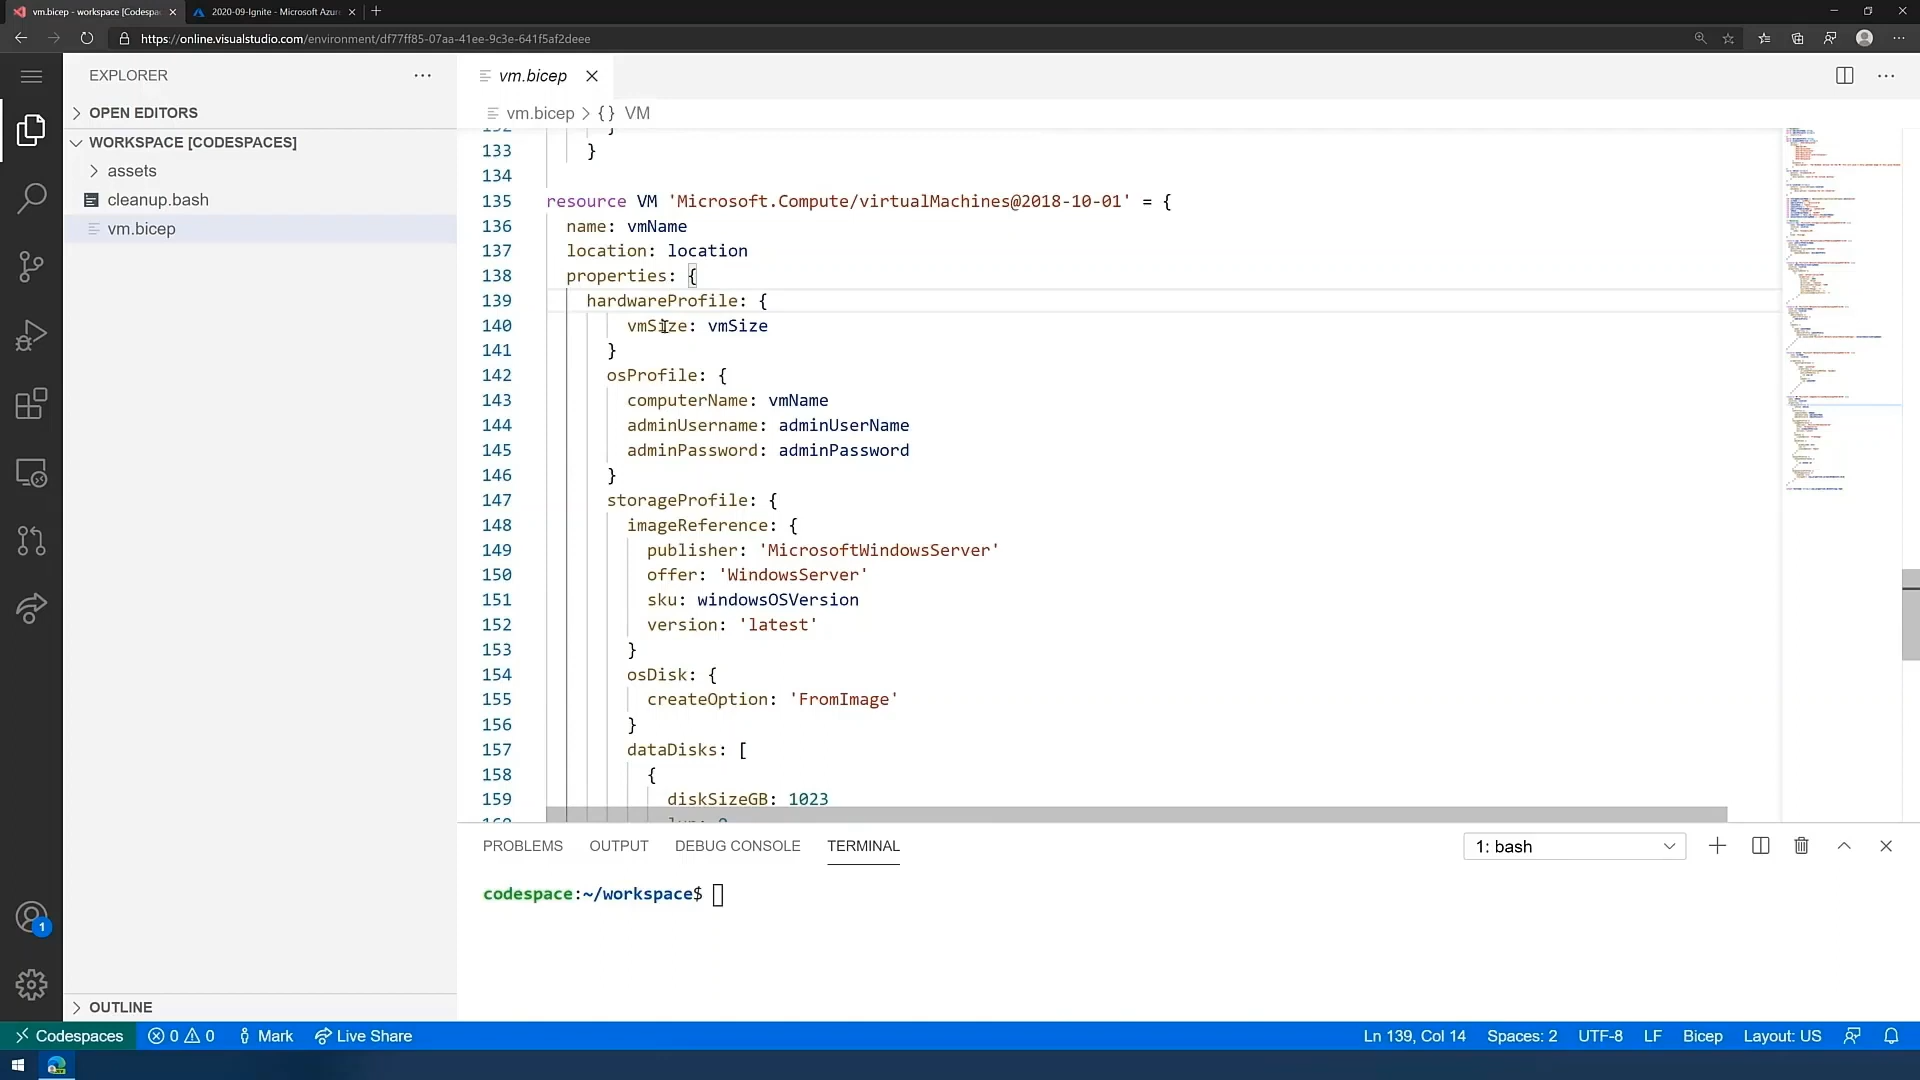 vm.bicep - workspace [Codespac
2020-09-Ignite - Microsoft Azur
https://online.visualstudio.com/environment/df77ff85-07aa-41ee-9c3e-641f5af2deee
EXPLORER
OPEN EDITORS
WORKSPACE [CODESPACES]
assets
cleanup.bash
vm.bicep
OUTLINE
vm.bicep
vm.bicep > {} VM
132 }
133 }
134
135 resource VM 'Microsoft.Compute/virtualMachines@2018-10-01' = {
136 name: vmName
137 location: location
138 properties: {
139 hardwareProfile: {
140 vmSize: vmSize
141 }
142 osProfile: {
143 computerName: vmName
144 adminUsername: adminUserName
145 adminPassword: adminPassword
146 }
147 storageProfile: {
148 imageReference: {
149 publisher: 'MicrosoftWindowsServer'
150 offer: 'WindowsServer'
151 sku: windowsOSVersion
152 version: 'latest'
153 }
154 osDisk: {
155 createOption: 'FromImage'
156 }
157 dataDisks: [
158 {
159 diskSizeGB: 1023
PROBLEMS OUTPUT DEBUG CONSOLE TERMINAL
1: bash
codespace:~/workspace$
1
Codespaces 0 0 Mark Live Share
Ln 139, Col 14 Spaces: 2 UTF-8 LF Bicep Layout: US